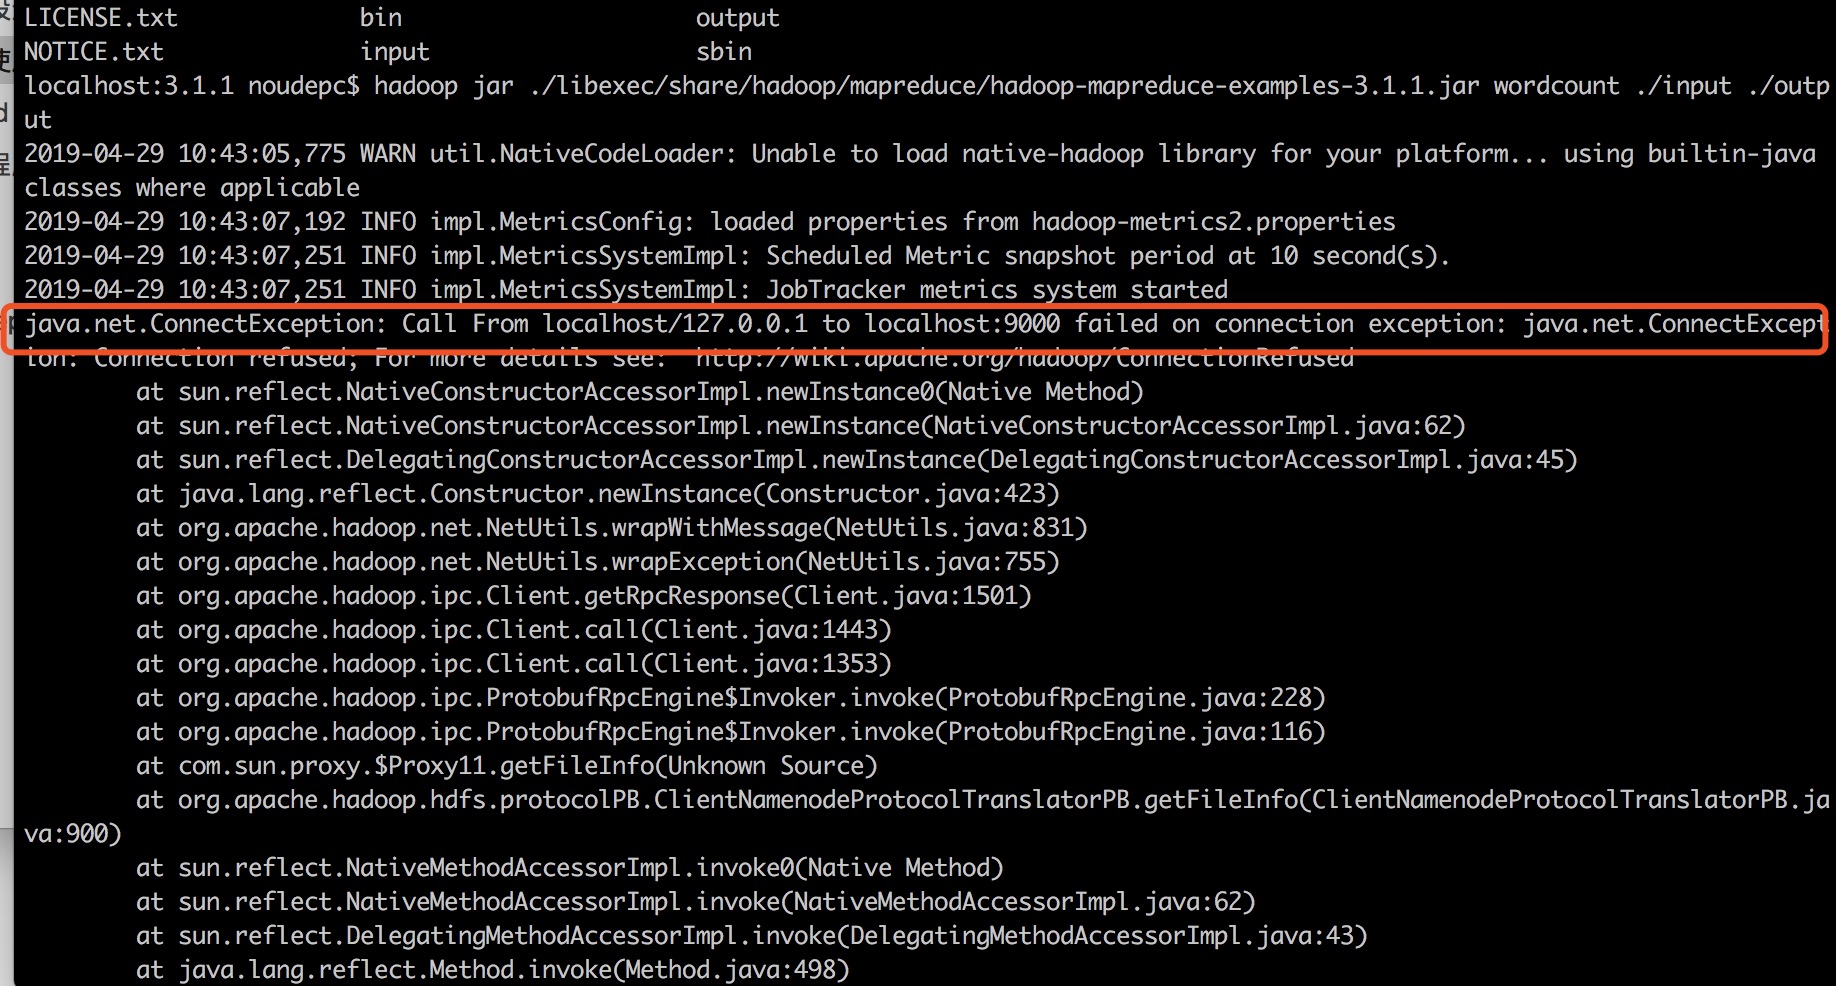 LICENSE.txt bin output
NOTICE.txt input sbin
localhost:3.1.1 noudepc$ hadoop jar ./libexec/share/hadoop/mapreduce/hadoop-mapreduce-examples-3.1.1.jar wordcount ./input ./outp
ut
2019-04-29 10:43:05,775 WARN util.NativeCodeLoader: Unable to load native-hadoop library for your platform... using builtin-java
classes where applicable
2019-04-29 10:43:07,192 INFO impl.MetricsConfig: loaded properties from hadoop-metrics2.properties
2019-04-29 10:43:07,251 INFO impl.MetricsSystemImpl: Scheduled Metric snapshot period at 10 second(s).
2019-04-29 10:43:07,251 INFO impl.MetricsSystemImpl: JobTracker metrics system started
java.net.ConnectException: Call From localhost/127.0.0.1 to localhost:9000 failed on connection exception: java.net.ConnectExcept
ion: Connection refused; For more details see:  http://wiki.apache.org/hadoop/ConnectionRefused
at sun.reflect.NativeConstructorAccessorImpl.newInstance0(Native Method)
at sun.reflect.NativeConstructorAccessorImpl.newInstance(NativeConstructorAccessorImpl.java:62)
at sun.reflect.DelegatingConstructorAccessorImpl.newInstance(DelegatingConstructorAccessorImpl.java:45)
at java.lang.reflect.Constructor.newInstance(Constructor.java:423)
at org.apache.hadoop.net.NetUtils.wrapWithMessage(NetUtils.java:831)
at org.apache.hadoop.net.NetUtils.wrapException(NetUtils.java:755)
at org.apache.hadoop.ipc.Client.getRpcResponse(Client.java:1501)
at org.apache.hadoop.ipc.Client.call(Client.java:1443)
at org.apache.hadoop.ipc.Client.call(Client.java:1353)
at org.apache.hadoop.ipc.ProtobufRpcEngine$Invoker.invoke(ProtobufRpcEngine.java:228)
at org.apache.hadoop.ipc.ProtobufRpcEngine$Invoker.invoke(ProtobufRpcEngine.java:116)
at com.sun.proxy.$Proxy11.getFileInfo(Unknown Source)
at org.apache.hadoop.hdfs.protocolPB.ClientNamenodeProtocolTranslatorPB.getFileInfo(ClientNamenodeProtocolTranslatorPB.ja
va:900)
at sun.reflect.NativeMethodAccessorImpl.invoke0(Native Method)
at sun.reflect.NativeMethodAccessorImpl.invoke(NativeMethodAccessorImpl.java:62)
at sun.reflect.DelegatingMethodAccessorImpl.invoke(DelegatingMethodAccessorImpl.java:43)
at java.lang.reflect.Method.invoke(Method.java:498)